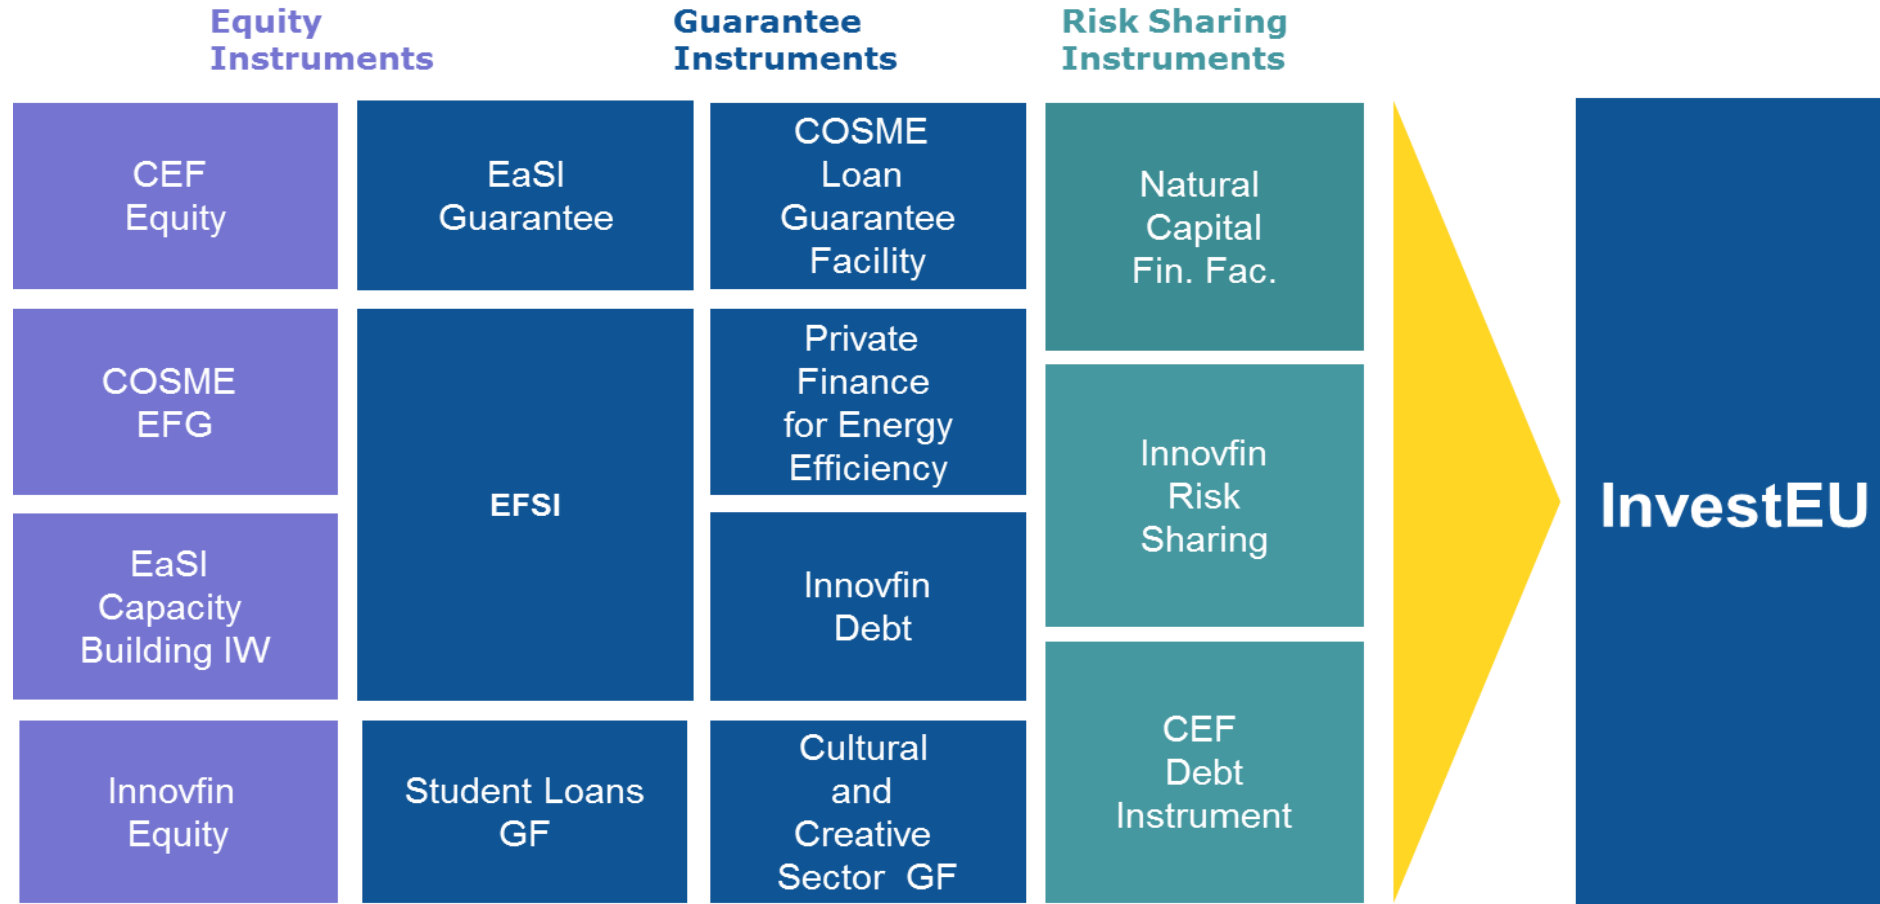 Equity
Instruments
Guarantee
Instruments
Risk Sharing
Instruments
CEF
Equity
COSME
EFG
EaSI
Capacity
Building IW
Innovfin
Equity
EaSI
Guarantee
EFSI
Student Loans
GF
COSME
Loan
Guarantee
Facility
Private
Finance
for Energy
Efficiency
Innovfin
Debt
Cultural
and
Creative
Sector GF
Natural
Capital
Fin. Fac.
Innovfin
Risk
Sharing
CEF
Debt
Instrument
InvestEU